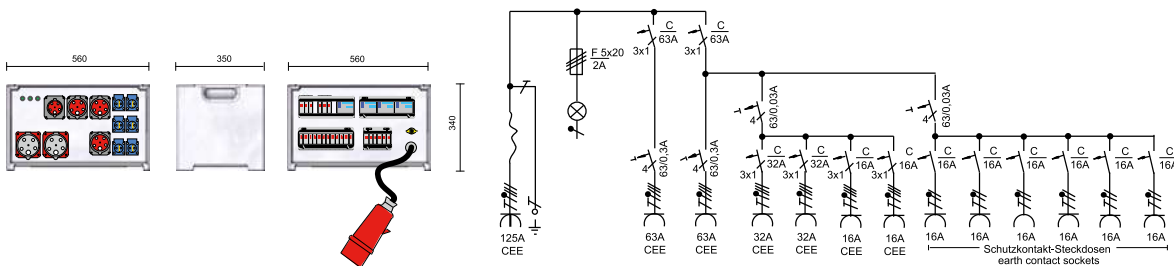 560
350
560
340
F 5x20
2A
C
63A
3x1
C
63A
3x1
4
63/0,03A
4
63/0,03A
4
63/0,3A
4
63/0,3A
C
32A
3x1
C
32A
3x1
C
16A
3x1
C
16A
3x1
C
16A
C
16A
C
16A
C
16A
C
16A
C
16A
125A
CEE
63A
CEE
63A
CEE
32A
CEE
32A
CEE
16A
CEE
16A
CEE
16A
16A
16A
16A
16A
16A
Schutzkontakt-Steckdosen
earth contact sockets